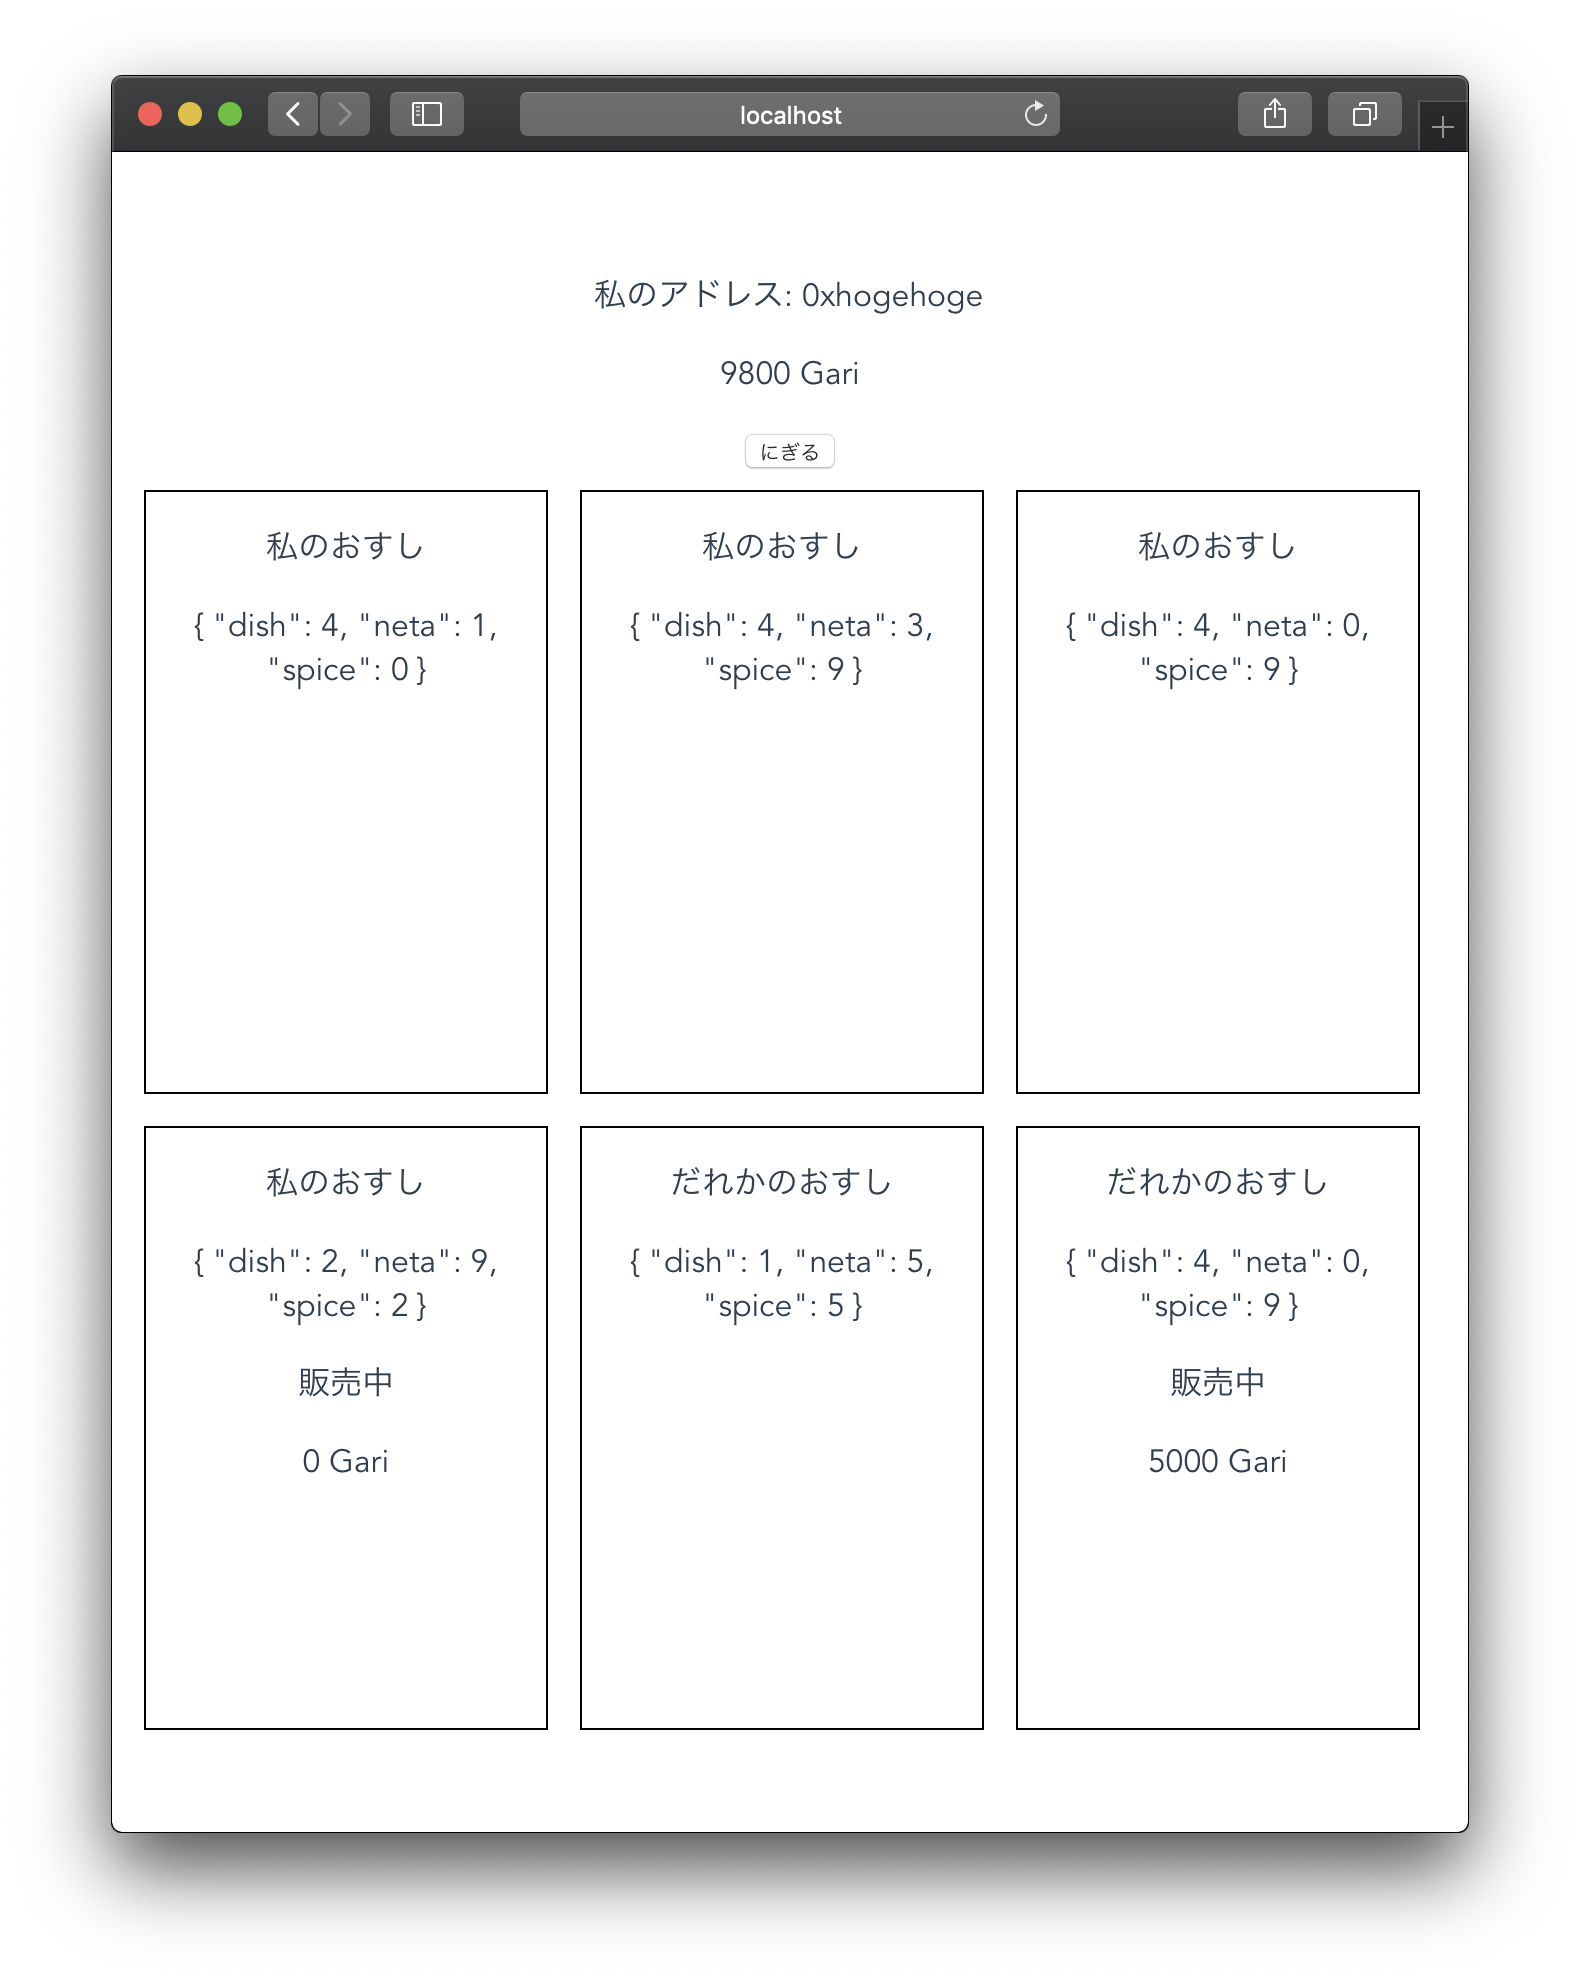 localhost
私のアドレス: 0xhogehoge
9800 Gari
にぎる
私のおすし
{ "dish": 4, "neta": 1,
"spice": 0 }
私のおすし
{ "dish": 4, "neta": 3,
"spice": 9 }
私のおすし
{ "dish": 4, "neta": 0,
"spice": 9 }
私のおすし
{ "dish": 2, "neta": 9,
"spice": 2 }
販売中
0 Gari
だれかのおすし
{ "dish": 1, "neta": 5,
"spice": 5 }
だれかのおすし
{ "dish": 4, "neta": 0,
"spice": 9 }
販売中
5000 Gari